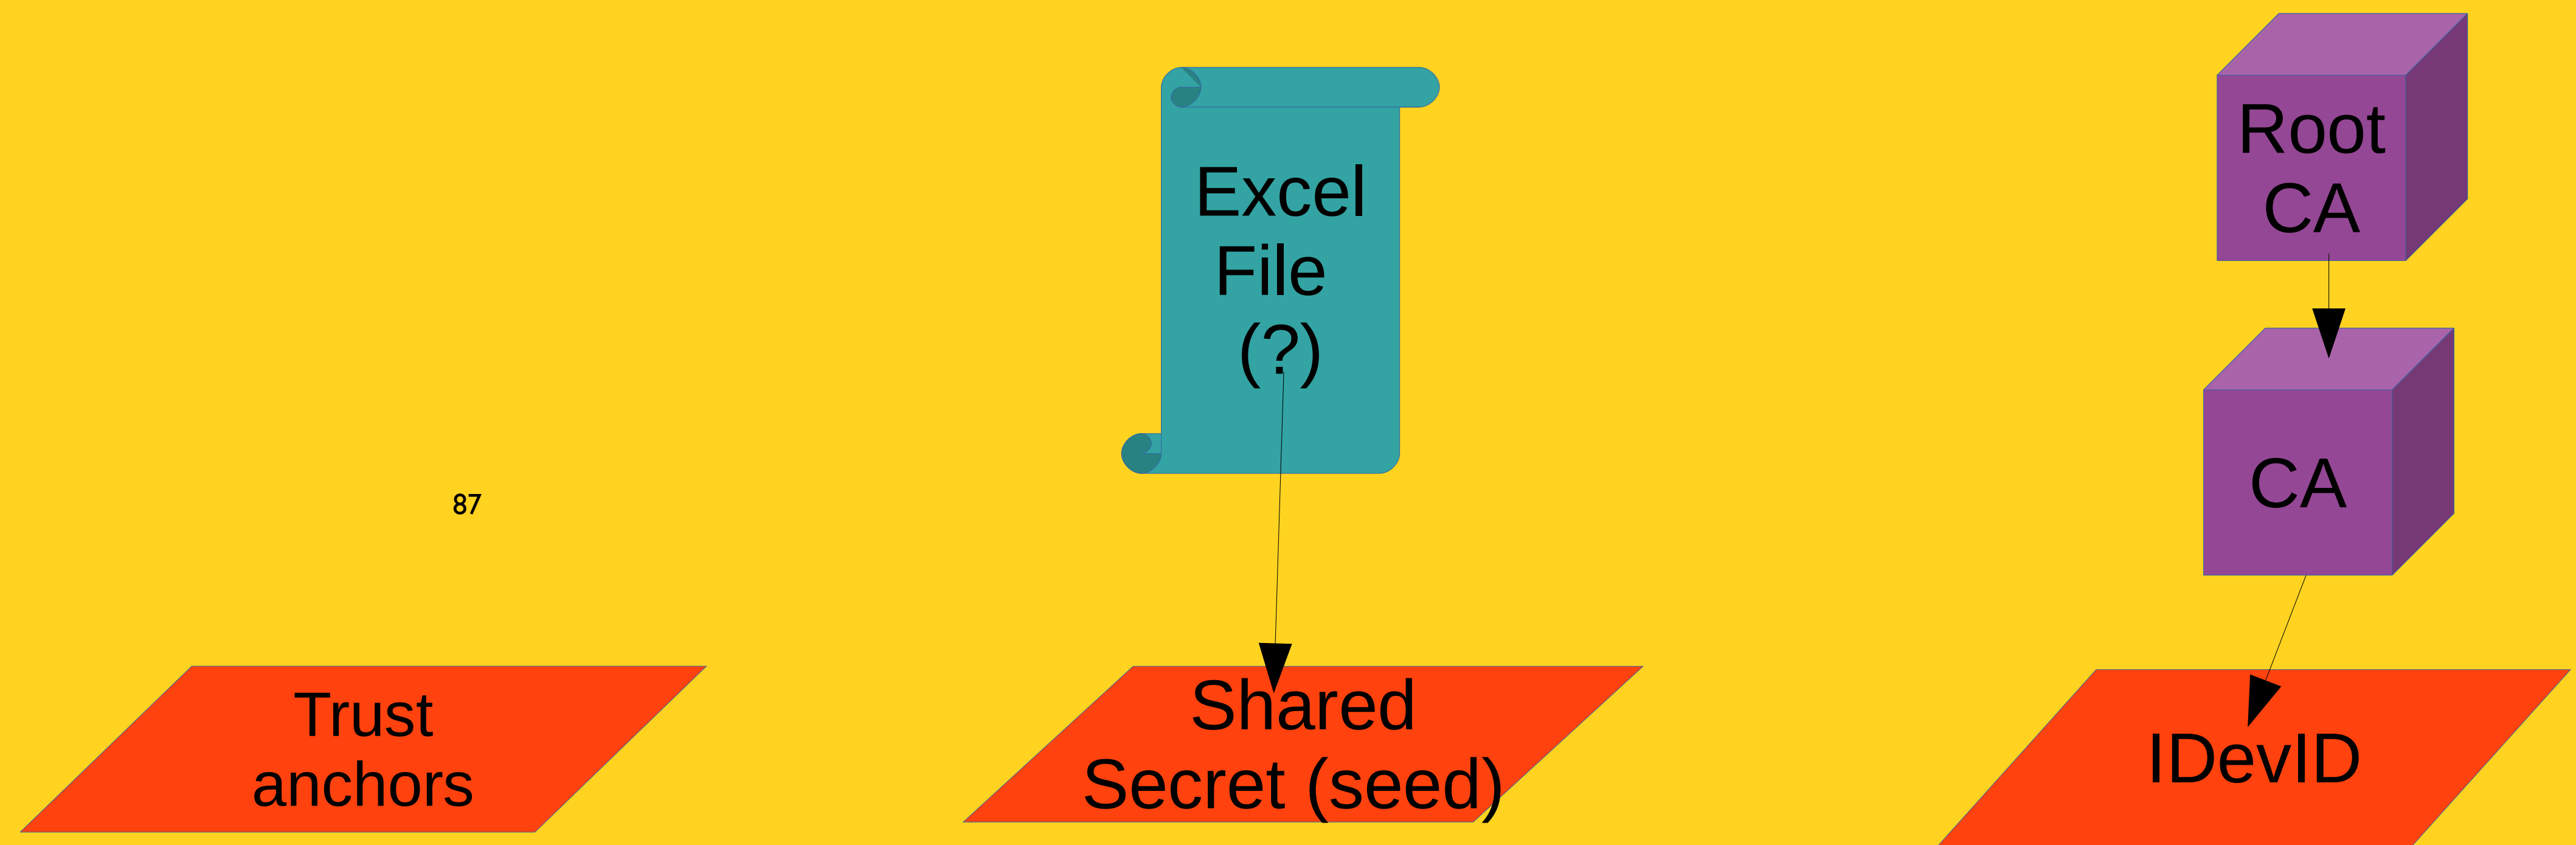 Root
CA
Excel
File
(?)
CA
87
Trust
anchors
Shared
Secret (seed)
IDevID